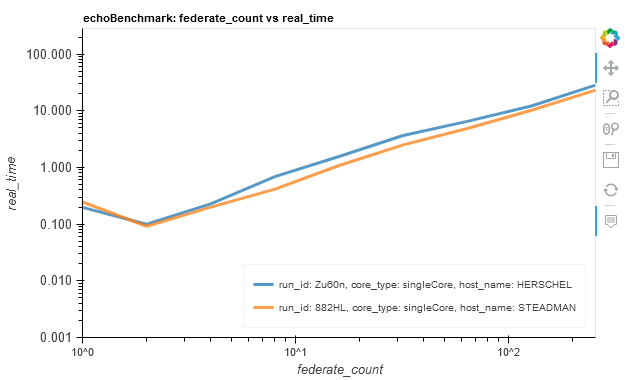 echoBenchmark: federate_count vs real_time
100.000
10.000
1.000
0.100
0.010
0.001
real_time
run_id: Zu60n, core_type: singleCore, host_name: HERSCHEL
run_id: 882HL, core_type: singleCore, host_name: STEADMAN
10^0
10^1
10^2
federate_count